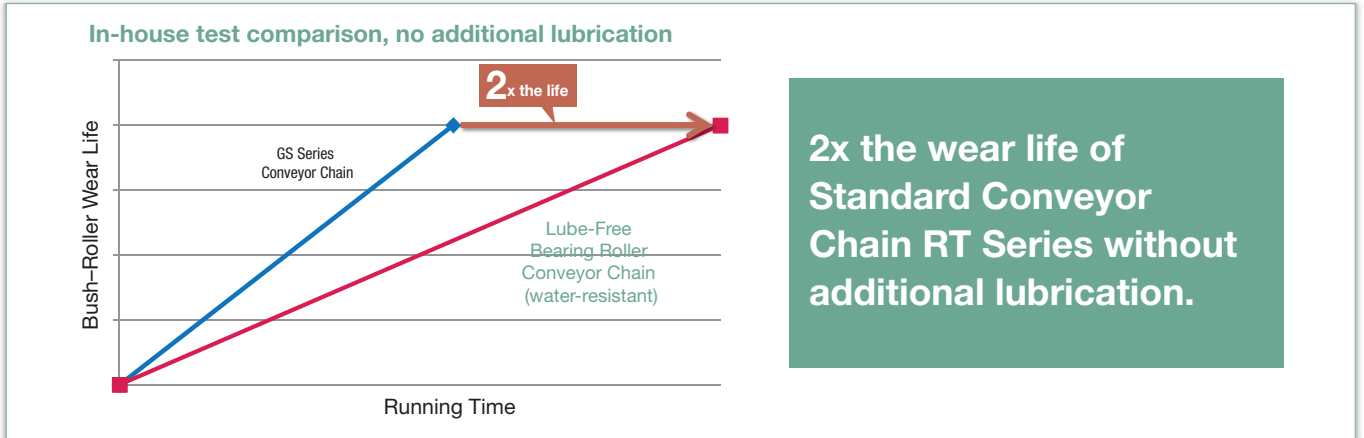 In-house test comparison, no additional lubrication
2x the life
GS Series
Conveyor Chain
Bush–Roller Wear Life
Lube-Free
Bearing Roller
Conveyor Chain
(water-resistant)
Running Time
2x the wear life of
Standard Conveyor
Chain RT Series without
additional lubrication.